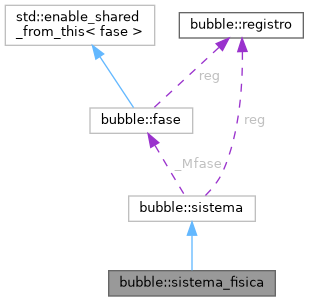 std::enable_shared
_from_this< fase >
bubble::registro
reg
bubble::fase
reg
_Mfase
bubble::sistema
bubble::sistema_fisica